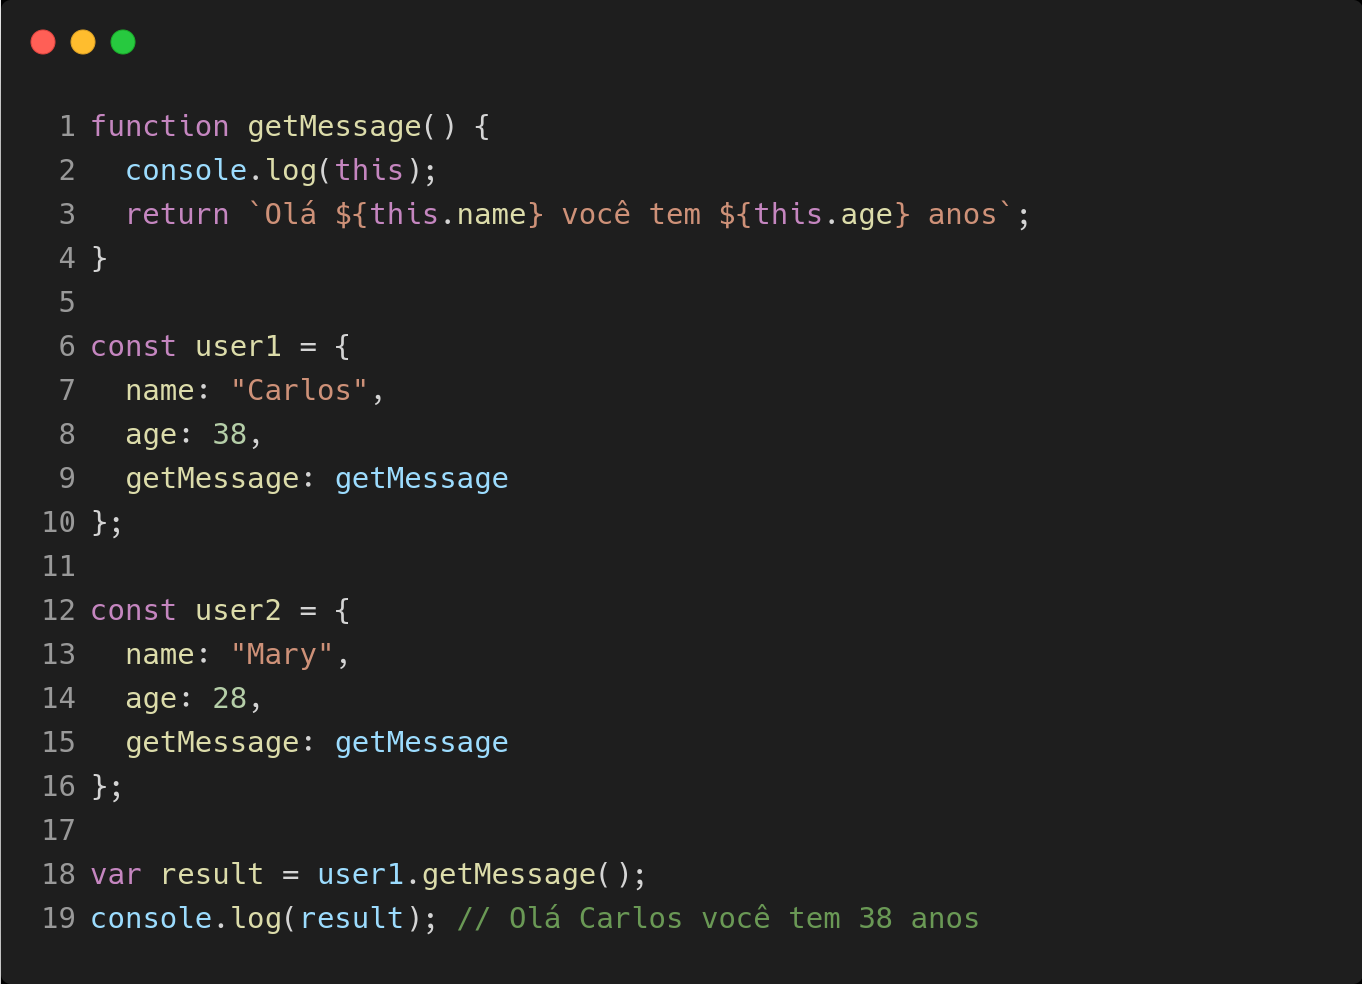 1 function getMessage() {
2   console.log(this);
3   return `Olá ${this.name} você tem ${this.age} anos`;
4 }
5
6 const user1 = {
7   name: "Carlos",
8   age: 38,
9   getMessage: getMessage
10 };
11
12 const user2 = {
13   name: "Mary",
14   age: 28,
15   getMessage: getMessage
16 };
17
18 var result = user1.getMessage();
19 console.log(result); // Olá Carlos você tem 38 anos